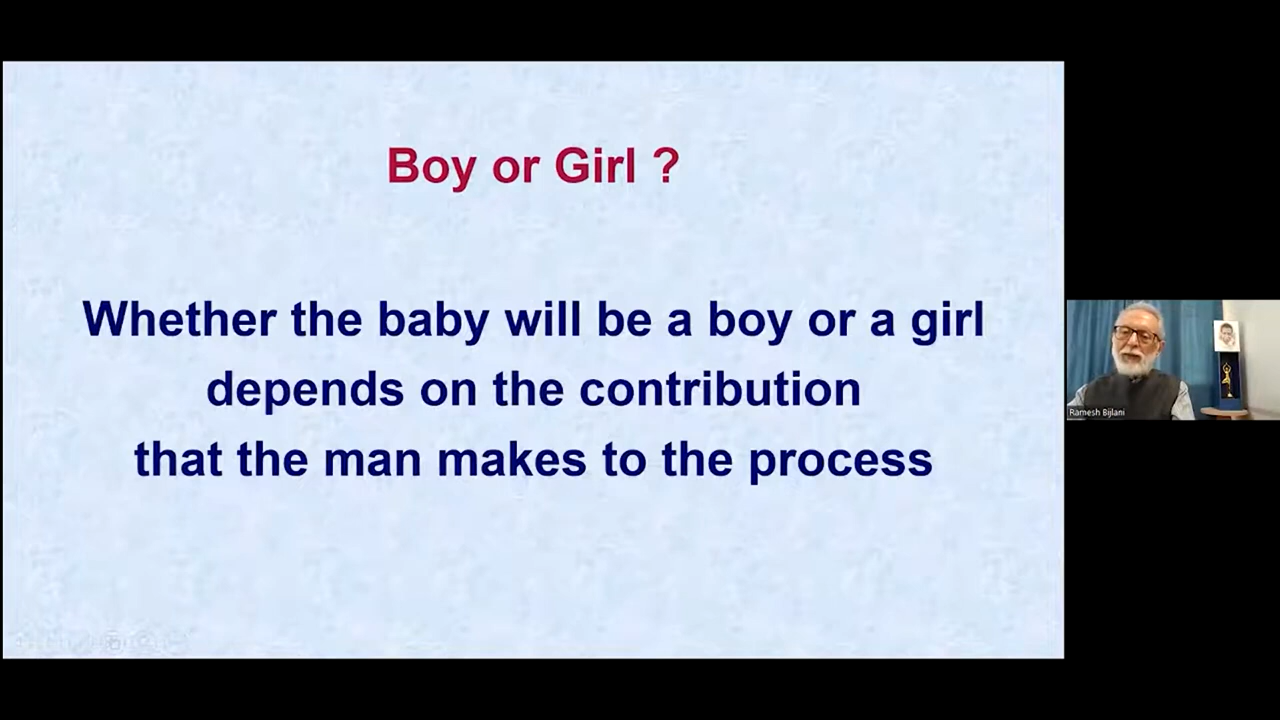 Boy or Girl ?
Whether the baby will be a boy or a girl
depends on the contribution
that the man makes to the process
Ramesh Bijlani